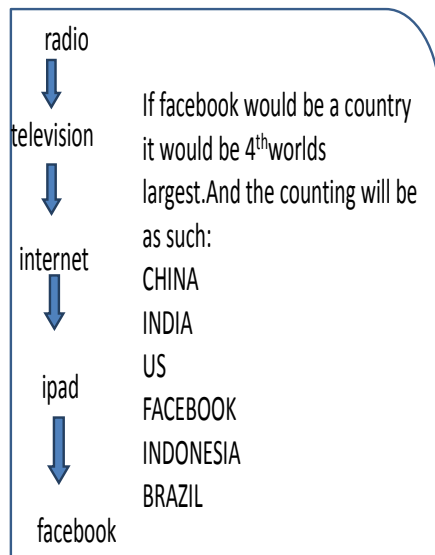 radio
television
internet
ipad
facebook
If facebook would be a country
it would be 4thworlds
largest.And the counting will be
as such:
CHINA
INDIA
US
FACEBOOK
INDONESIA
BRAZIL